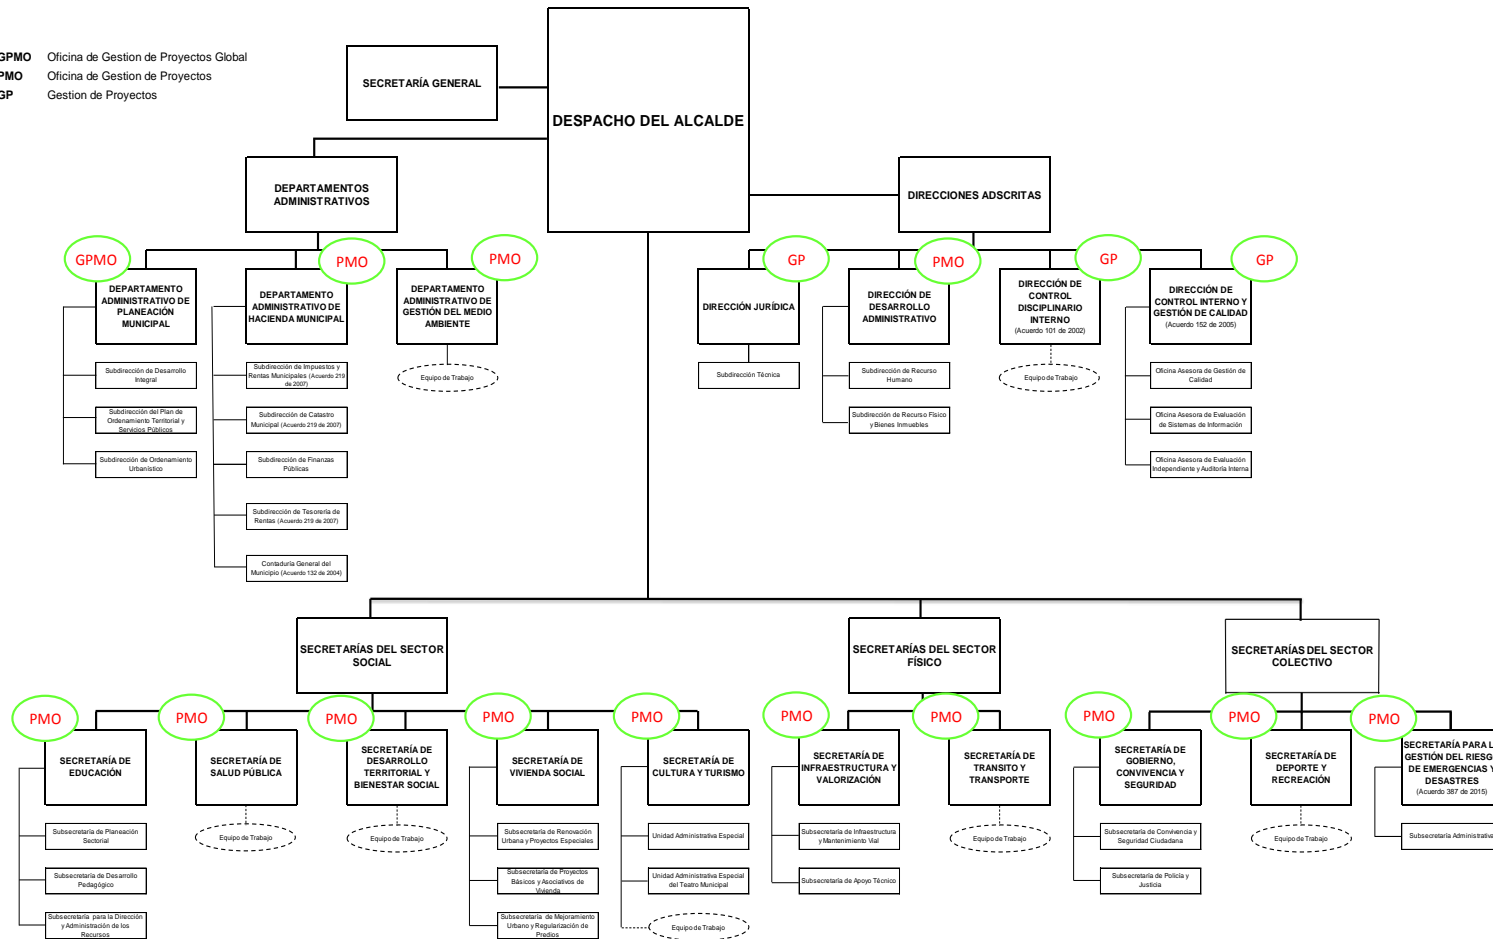 GPMO Oficina de Gestion de Proyectos Global
PMO Oficina de Gestion de Proyectos
GP Gestion de Proyectos
SECRETARÍA GENERAL
DESPACHO DEL ALCALDE
DEPARTAMENTOS
ADMINISTRATIVOS
DIRECCIONES ADSCRITAS
GPMO
PMO
PMO
GP
PMO
GP
GP
DEPARTAMENTO
ADMINISTRATIVO DE
PLANEACIÓN
MUNICIPAL
DEPARTAMENTO
ADMINISTRATIVO DE
HACIENDA MUNICIPAL
DEPARTAMENTO
ADMINISTRATIVO DE
GESTIÓN DEL MEDIO
AMBIENTE
DIRECCIÓN JURÍDICA
DIRECCIÓN DE
DESARROLLO
ADMINISTRATIVO
DIRECCIÓN DE
CONTROL
DISCIPLINARIO
INTERNO
(Acuerdo 101 de 2002)
DIRECCIÓN DE
CONTROL INTERNO Y
GESTIÓN DE CALIDAD
(Acuerdo 152 de 2005)
Subdirección de Desarrollo
Integral
Subdirección del Plan de
Ordenamiento Territorial y
Servicios Públicos
Subdirección de Ordenamiento
Urbanístico
Subdirección de Impuestos y
Rentas Municipales (Acuerdo 219
de 2007)
Subdirección de Catastro
Municipal (Acuerdo 219 de 2007)
Subdirección de Finanzas
Públicas
Subdirección de Tesorería de
Rentas (Acuerdo 219 de 2007)
Contaduría General del
Municipio (Acuerdo 132 de 2004)
Equipo de Trabajo
Subdirección Técnica
Subdirección de Recurso
Humano
Subdirección de Recurso Físico
y Bienes Inmuebles
Equipo de Trabajo
Oficina Asesora de Gestión de
Calidad
Oficina Asesora de Evaluación
de Sistemas de Información
Oficina Asesora de Evaluación
Independiente y Auditoría Interna
SECRETARÍAS DEL SECTOR
SOCIAL
SECRETARÍAS DEL SECTOR
FÍSICO
SECRETARÍAS DEL SECTOR
COLECTIVO
PMO
PMO
PMO
PMO
PMO
PMO
PMO
PMO
PMO
PMO
SECRETARÍA DE
EDUCACIÓN
SECRETARÍA DE
SALUD PÚBLICA
SECRETARÍA DE
DESARROLLO
TERRITORIAL Y
BIENESTAR SOCIAL
SECRETARÍA DE
VIVIENDA SOCIAL
SECRETARÍA DE
CULTURA Y TURISMO
SECRETARÍA DE
INFRAESTRUCTURA Y
VALORIZACIÓN
SECRETARÍA DE
TRANSITO Y
TRANSPORTE
SECRETARÍA DE
GOBIERNO,
CONVIVENCIA Y
SEGURIDAD
SECRETARÍA DE
DEPORTE Y
RECREACIÓN
SECRETARÍA PARA L
GESTIÓN DEL RIESG
DE EMERGENCIAS Y
DESASTRES
(Acuerdo 387 de 2015)
Subsecretaría de Planeación
Sectorial
Subsecretaría de Desarrollo
Pedagógico
Subsecretaría para la Dirección
y Administración de los
Recursos
Equipo de Trabajo
Equipo de Trabajo
Subsecretaría de Renovación
Urbana y Proyectos Especiales
Subsecretaría de Proyectos
Básicos y Asociativos de
Vivienda
Subsecretaría de Mejoramiento
Urbano y Regularización de
Predios
Unidad Administrativa Especial
Unidad Administrativa Especial
del Teatro Municipal
Equipo de Trabajo
Subsecretaría de Infraestructura
y Mantenimiento Vial
Subsecretaría de Apoyo Técnico
Equipo de Trabajo
Subsecretaría de Convivencia y
Seguridad Ciudadana
Subsecretaría de Policía y
Justicia
Equipo de Trabajo
Subsecretaría Administrativa